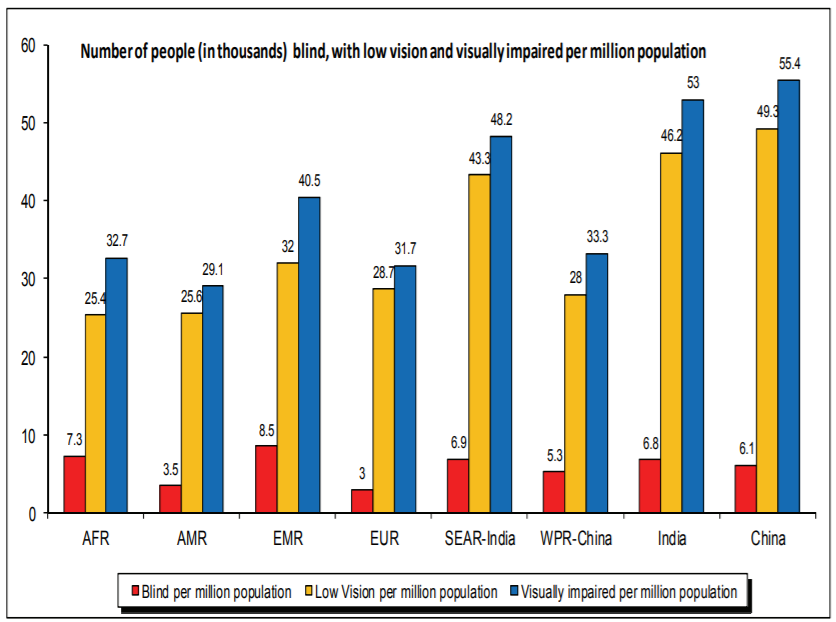 Number of people (in thousands) blind, with low vision and visually impaired per million population
60
50
40
30
20
10
0
7.3
25.4
32.7
3.5
25.6
29.1
8.5
32
40.5
3
28.7
31.7
6.9
43.3
48.2
5.3
28
33.3
6.8
46.2
53
6.1
49.3
55.4
AFR
AMR
EMR
EUR
SEAR-India
WPR-China
India
China
Blind per million population
Low Vision per million population
Visually impaired per million population